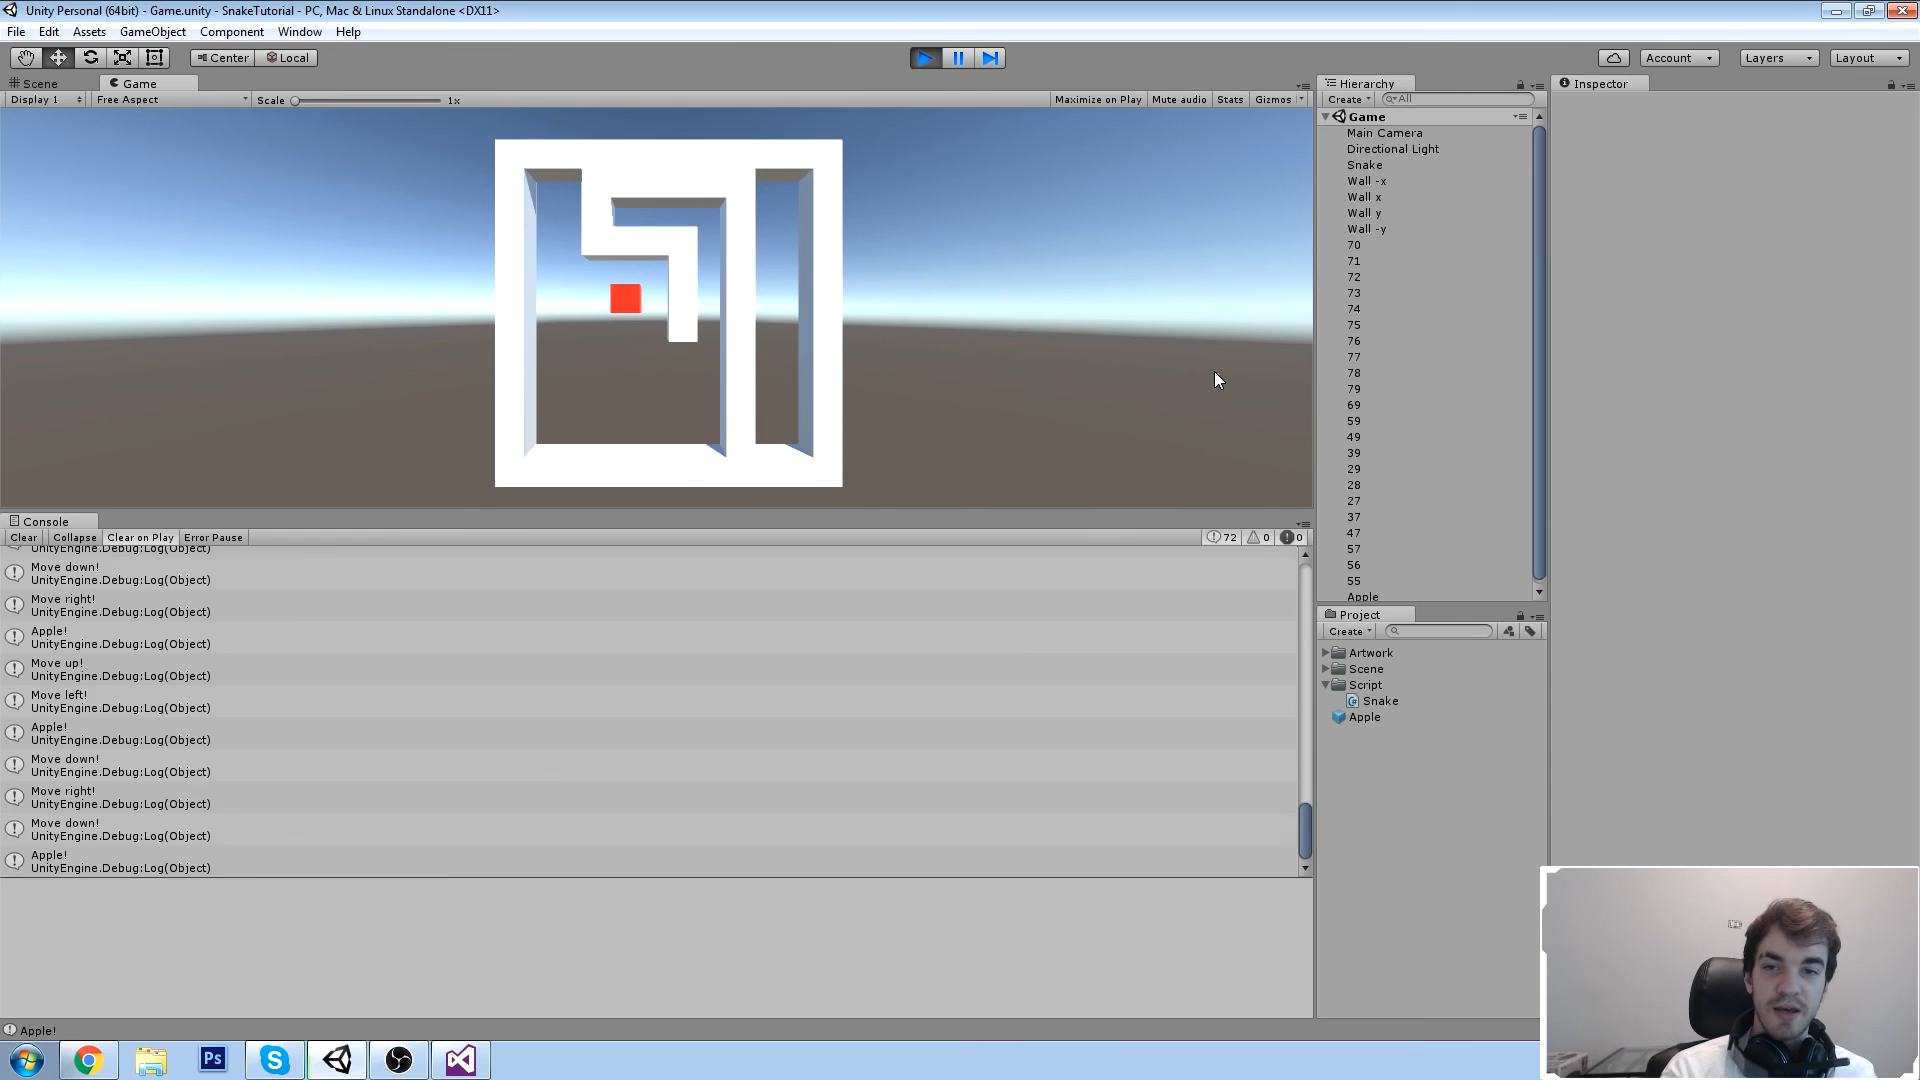 Unity Personal (64bit) - Game.unity - SnakeTutorial - PC, Mac & Linux Standalone <DX11>
File Edit Assets GameObject Component Window Help
Center Local Account Layers Layout
Scene Game
Display 1 Free Aspect Scale 1x Maximize on Play Mute audio Stats Gizmos
Console
Clear Collapse Clear on Play Error Pause 72 0 0
UnityEngine.Debug:Log(Object)
Move down!
UnityEngine.Debug:Log(Object)
Move right!
UnityEngine.Debug:Log(Object)
Apple!
UnityEngine.Debug:Log(Object)
Move up!
UnityEngine.Debug:Log(Object)
Move left!
UnityEngine.Debug:Log(Object)
Apple!
UnityEngine.Debug:Log(Object)
Move down!
UnityEngine.Debug:Log(Object)
Move right!
UnityEngine.Debug:Log(Object)
Move down!
UnityEngine.Debug:Log(Object)
Apple!
UnityEngine.Debug:Log(Object)
Apple!
Hierarchy
Create All
Game
Main Camera
Directional Light
Snake
Wall -x
Wall x
Wall y
Wall -y
70
71
72
73
74
75
76
77
78
79
69
59
49
39
29
28
27
37
47
57
56
55
Apple
Project
Create
Artwork
Scene
Script
Snake
Apple
Inspector
Ps